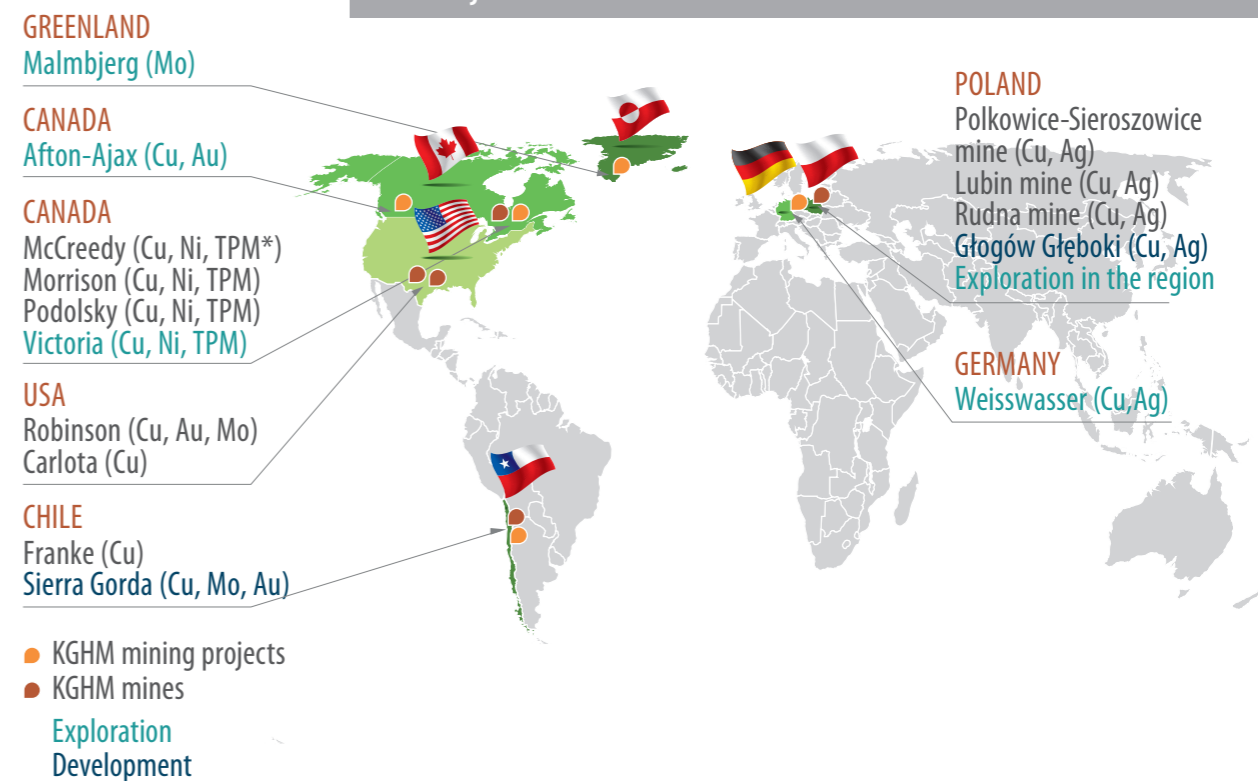 GREENLAND
Malmbjerg (Mo)
CANADA
Afton-Ajax (Cu, Au)
CANADA
McCreedy (Cu, Ni, TPM*)
Morrison (Cu, Ni, TPM)
Podolsky (Cu, Ni, TPM)
Victoria (Cu, Ni, TPM)
USA
Robinson (Cu, Au, Mo)
Carlota (Cu)
CHILE
Franke (Cu)
Sierra Gorda (Cu, Mo, Au)
KGHM mining projects
KGHM mines
Exploration
Development
POLAND
Polkowice-Sieroszowice
mine (Cu, Ag)
Lubin mine (Cu, Ag)
Rudna mine (Cu, Ag)
Głogów Głęboki (Cu, Ag)
Exploration in the region
GERMANY
Weisswasser (Cu,Ag)